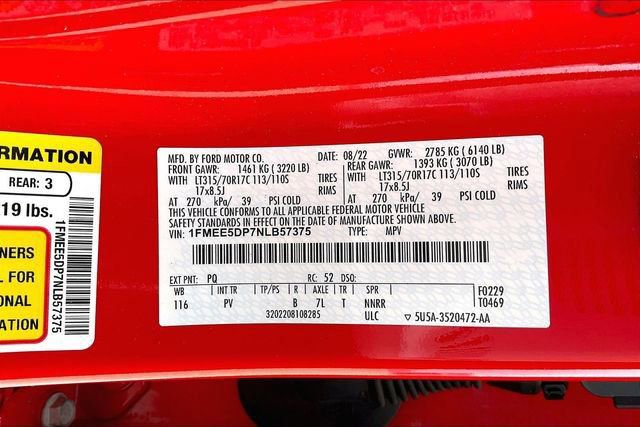 RMATION
REAR: 3
19 lbs.
NERS
L FOR
ONAL
ATION
1FMEE5DP7NLB57375
MFD. BY FORD MOTOR CO.
DATE: 08/22 GVWR: 2785 KG ( 6140 LB)
FRONT GAWR: 1461 KG ( 3220 LB)
REAR GAWR: 1393 KG ( 3070 LB)
WITH LT315/70R17C 113/110S TIRES
WITH LT315/70R17C 113/110S TIRES
17x8.5J RIMS
17x8.5J RIMS
AT 270 kPa/ 39 PSI COLD
AT 270 kPa/ 39 PSI COLD
THIS VEHICLE CONFORMS TO ALL APPLICABLE FEDERAL MOTOR VEHICLE
SAFETY STANDARDS IN EFFECT ON THE DATE OF MANUFACTURE SHOWN ABOVE.
VIN: 1FMEE5DP7NLB57375 TYPE: MPV
EXT PNT: PQ RC: 52 DSO:
WB INT TR TP/PS R AXLE TR SPR F0229
116 PV B 7L T NNRR T0469
3202208108285 ULC 5U5A-3520472-AA